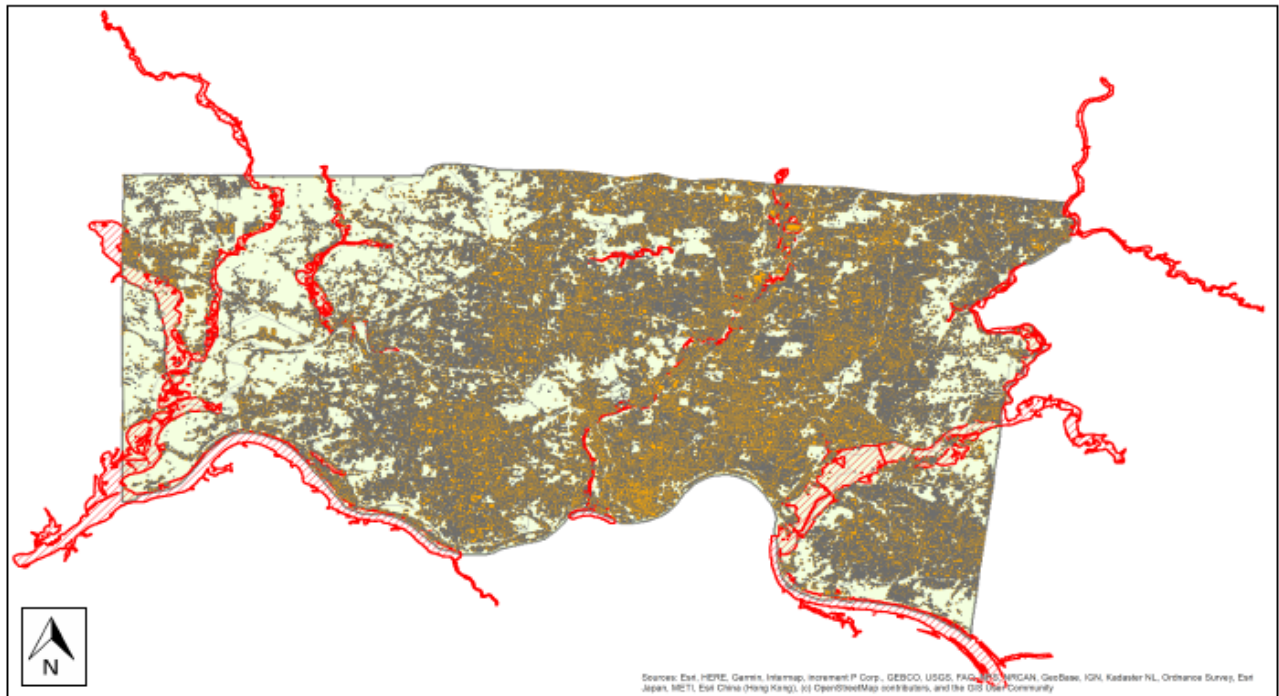 N
Sources: Esri, HERE, Garmin, Intermap, increment P Corp., GEBCO, USGS, FAO, NPS, NRCAN, GeoBase, IGN, Kadaster NL, Ordnance Survey, Esri
Japan, METI, Esri China (Hong Kong), (c) OpenStreetMap contributors, and the GIS User Community